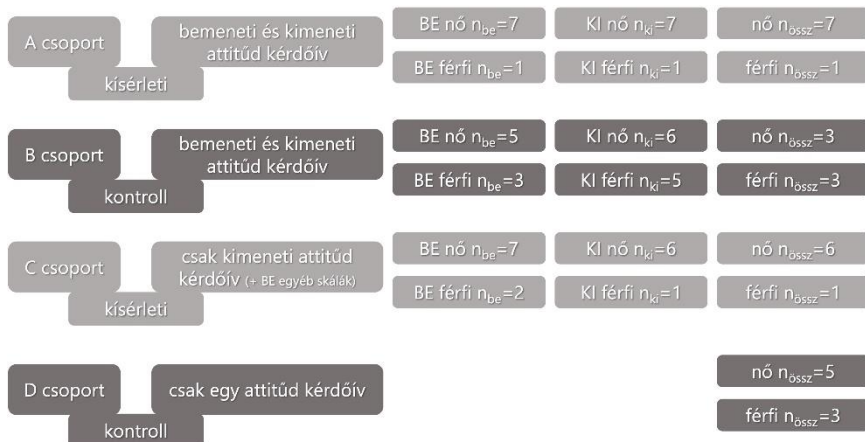 A csoport
kísérleti
bemeneti és kimeneti
attitűd kérdőív
BE nő nbe=7
KI nő nki=7
nő nössz=7
BE férfi nbe=1
KI férfi nki=1
férfi nössz=1
B csoport
kontroll
bemeneti és kimeneti
attitűd kérdőív
BE nő nbe=5
KI nő nki=6
nő nössz=3
BE férfi nbe=3
KI férfi nki=5
férfi nössz=3
C csoport
kísérleti
csak kimeneti attitűd
kérdőív (+ BE egyéb skálák)
BE nő nbe=7
KI nő nki=6
nő nössz=6
BE férfi nbe=2
KI férfi nki=1
férfi nössz=1
D csoport
kontroll
csak egy attitűd kérdőív
nő nössz=5
férfi nössz=3